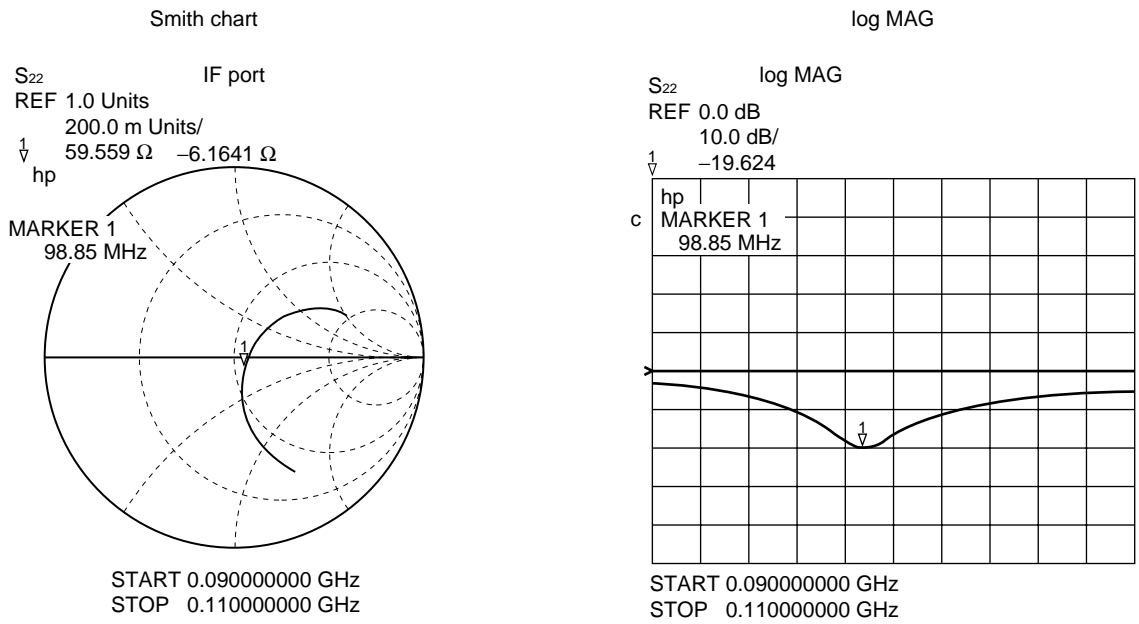 Smith chart
S22 IF port
REF 1.0 Units
200.0 m Units/
1 59.559 Ω −6.1641 Ω
hp
MARKER 1
98.85 MHz
1
START 0.090000000 GHz
STOP 0.110000000 GHz
log MAG
S22 log MAG
REF 0.0 dB
10.0 dB/
1 −19.624
hp
c MARKER 1
98.85 MHz
1
START 0.090000000 GHz
STOP 0.110000000 GHz